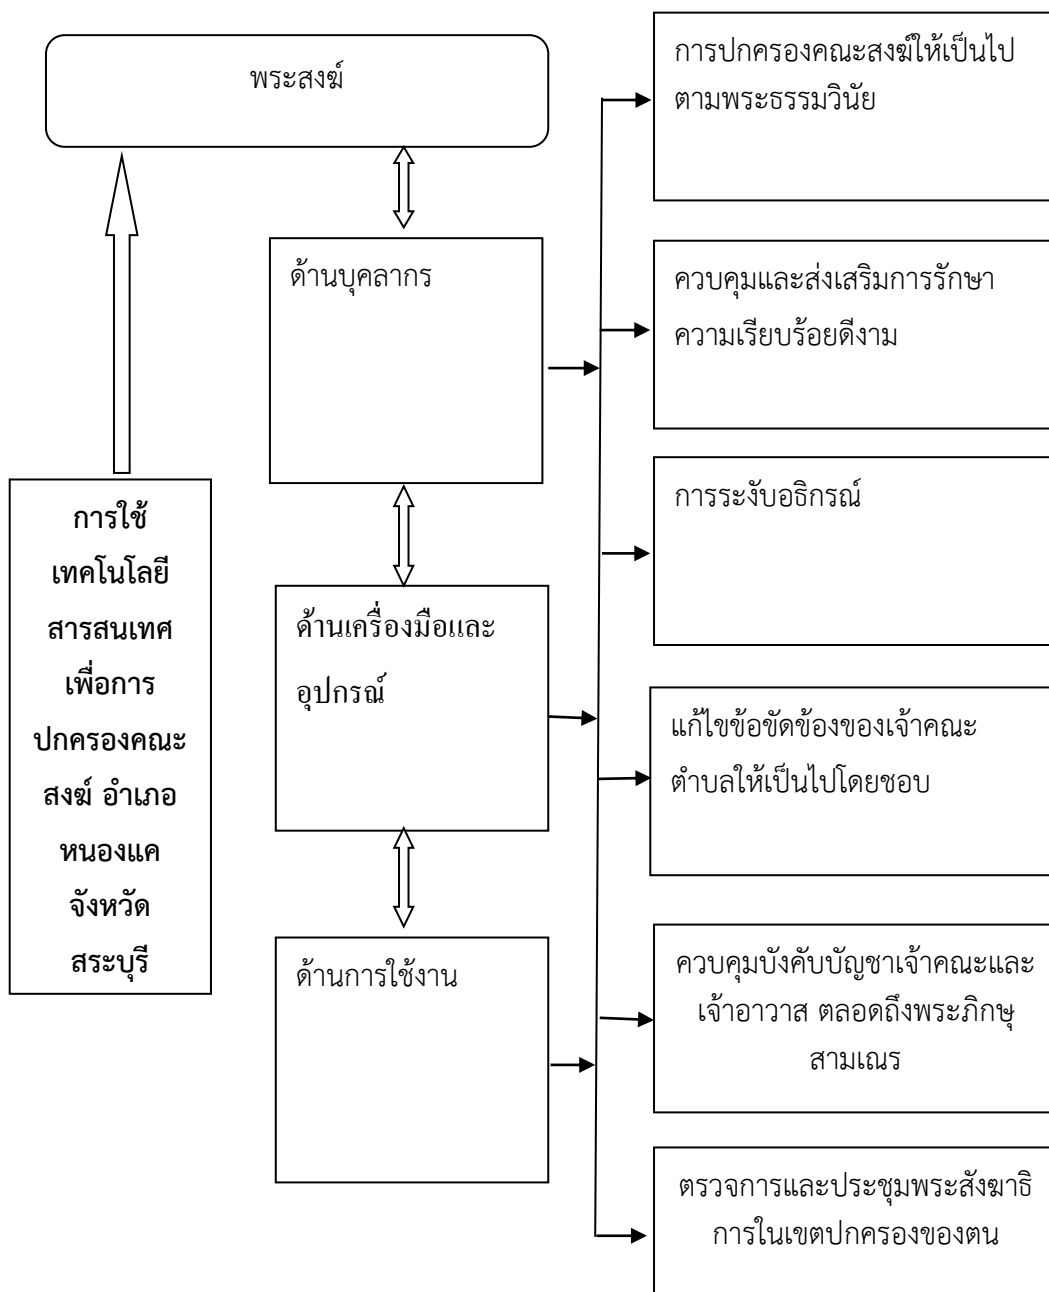 พระสงฆ์
การใช้
เทคโนโลยี
สารสนเทศ
เพื่อการ
ปกครองคณะ
สงฆ์ อำเภอ
หนองแค
จังหวัด
สระบุรี
ด้านบุคลากร
ด้านเครื่องมือและ
อุปกรณ์
ด้านการใช้งาน
การปกครองคณะสงฆ์ให้เป็นไป
ตามพระธรรมวินัย
ควบคุมและส่งเสริมการรักษา
ความเรียบร้อยดีงาม
การระงับอธิกรณ์
แก้ไขข้อขัดข้องของเจ้าคณะ
ตำบลให้เป็นไปโดยชอบ
ควบคุมบังคับบัญชาเจ้าคณะและ
เจ้าอาวาส ตลอดถึงพระภิกษุ
สามเณร
ตรวจการและประชุมพระสังฆาธิ
การในเขตปกครองของตน